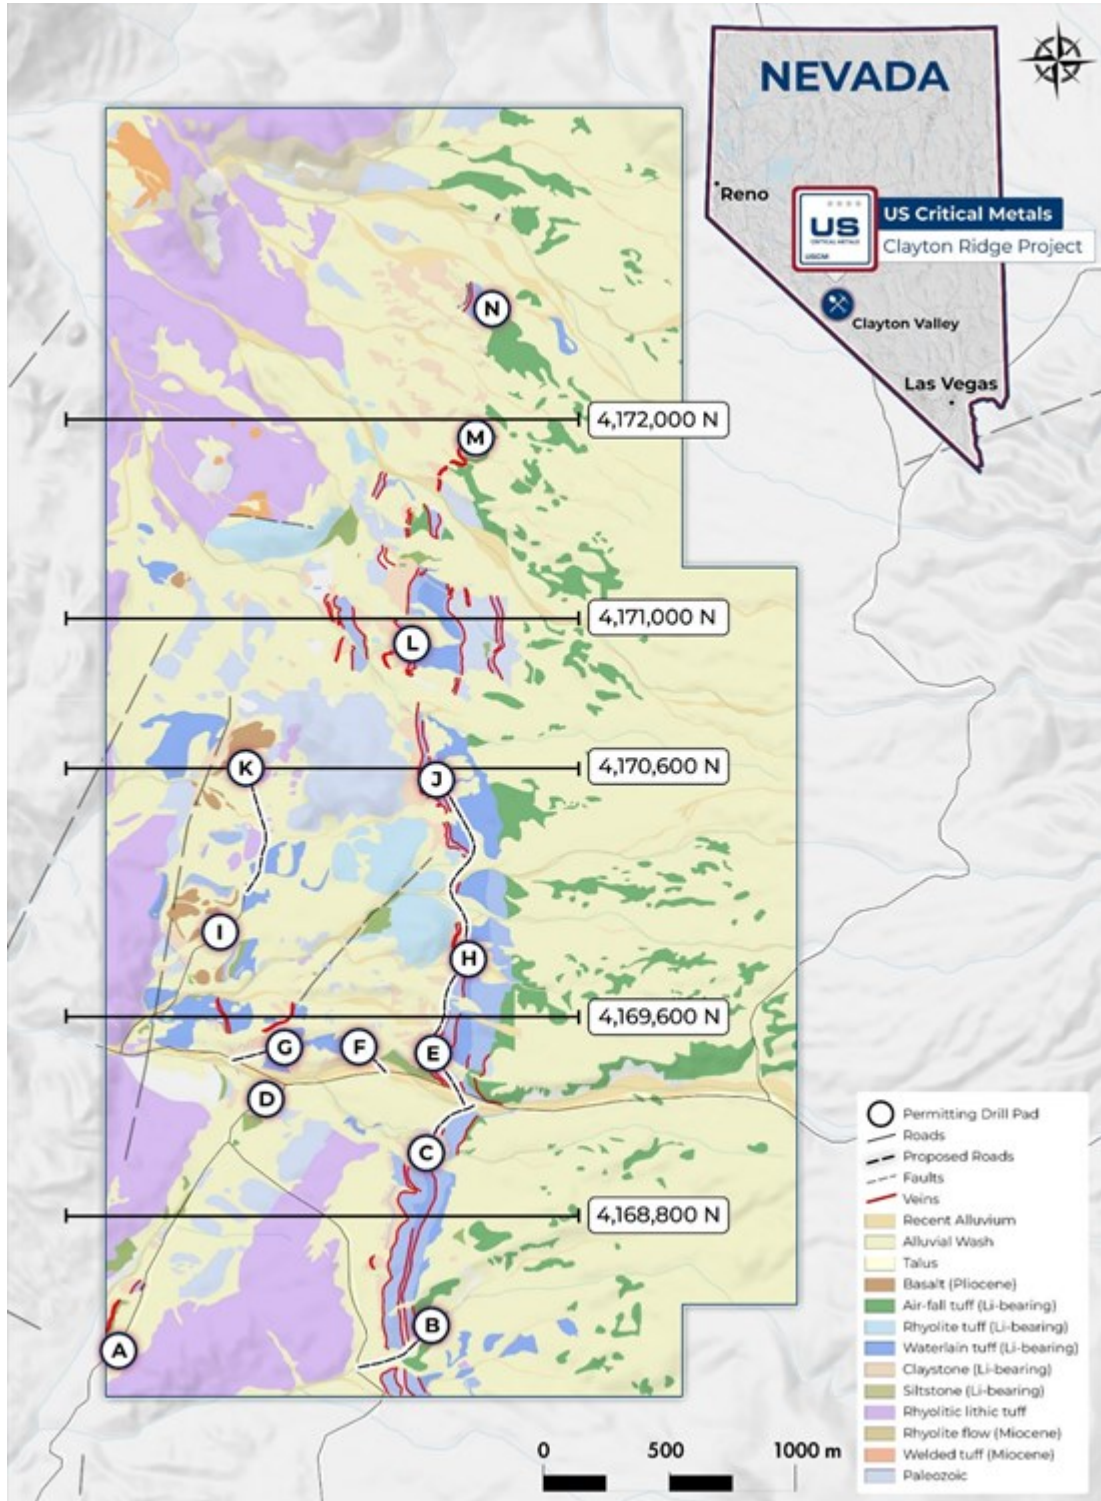 NEVADA
Reno
US
CRITICAL METALS
USCM
US Critical Metals
Clayton Ridge Project
Clayton Valley
Las Vegas
N
4,172,000 N
M
4,171,000 N
L
K
J
4,170,600 N
I
H
4,169,600 N
G
F
E
D
C
4,168,800 N
B
A
Permitting Drill Pad
Roads
Proposed Roads
Faults
Veins
Recent Alluvium
Alluvial Wash
Talus
Basalt (Pliocene)
Air-fall tuff (Li-bearing)
Rhyolite tuff (Li-bearing)
Waterlain tuff (Li-bearing)
Claystone (Li-bearing)
Siltstone (Li-bearing)
Rhyolitic lithic tuff
Rhyolite flow (Miocene)
Welded tuff (Miocene)
Paleozoic
0 500 1000 m